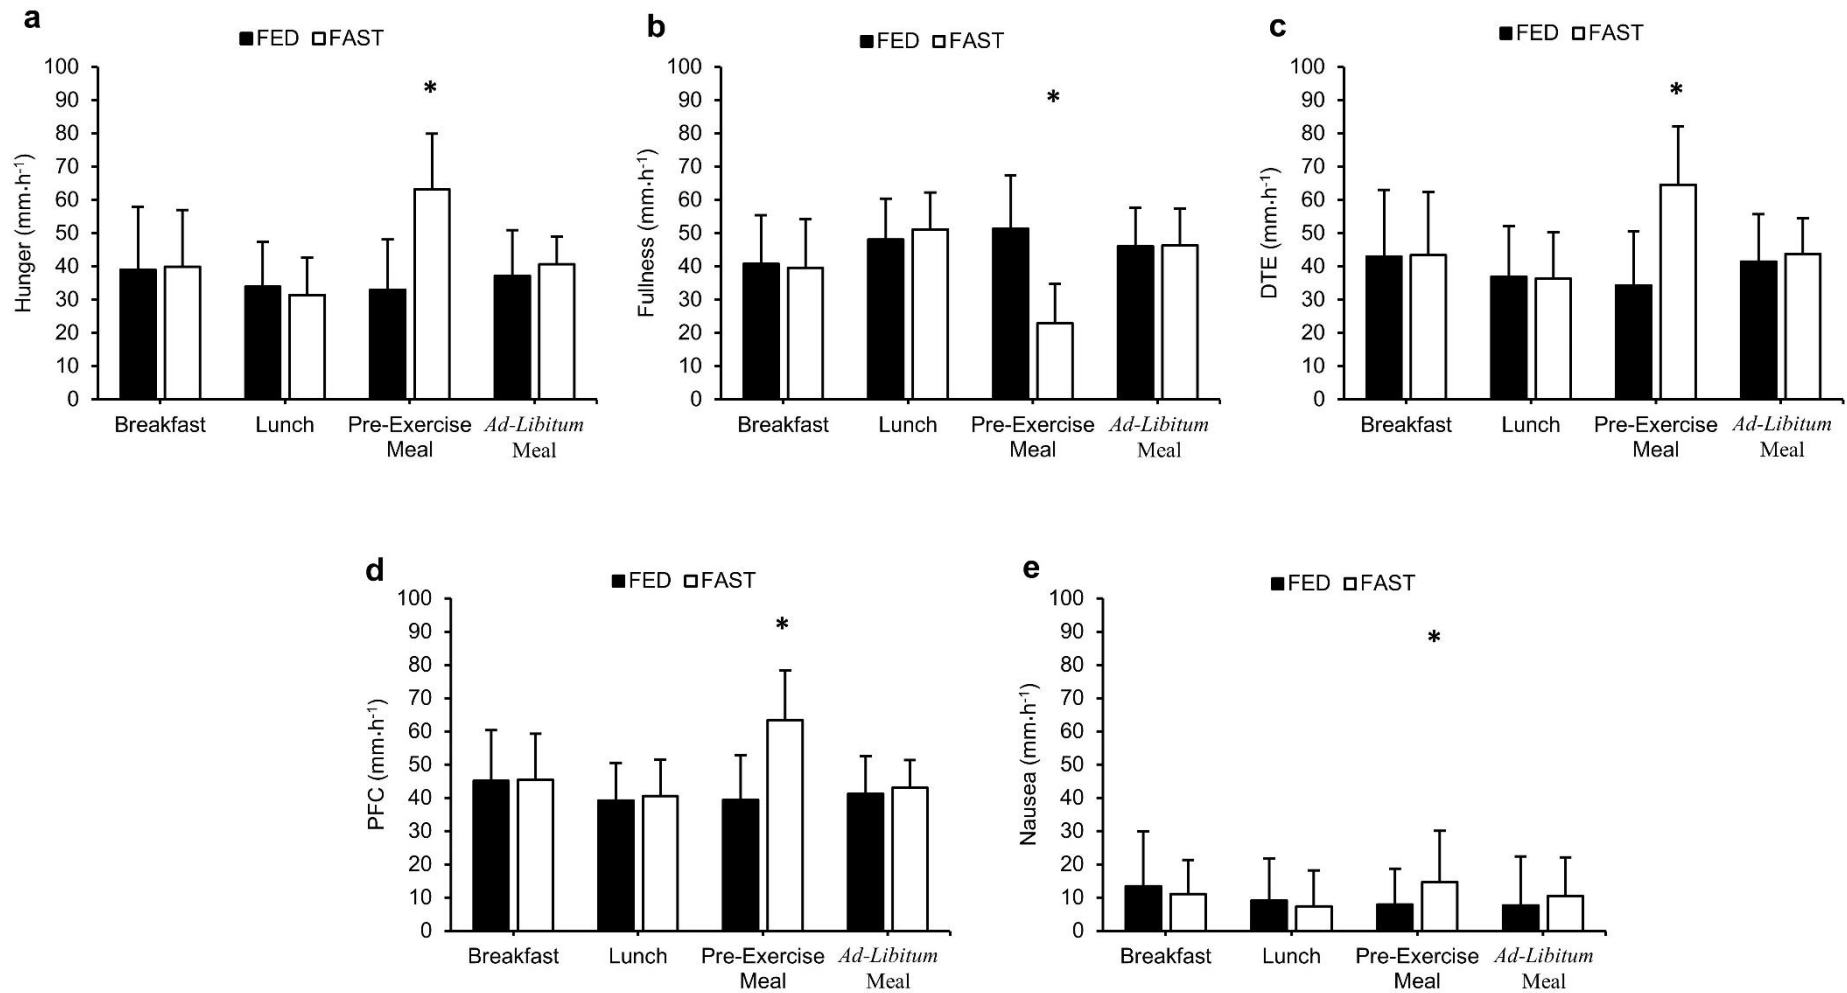 a
FED FAST
Hunger (mm·h-1)
100
90
80
70
60
50
40
30
20
10
0
*
Breakfast Lunch Pre-Exercise Ad-Libitum
Meal Meal
b
FED FAST
Fullness (mm·h-1)
100
90
80
70
60
50
40
30
20
10
0
*
Breakfast Lunch Pre-Exercise Ad-Libitum
Meal Meal
c
FED FAST
DTE (mm·h-1)
100
90
80
70
60
50
40
30
20
10
0
*
Breakfast Lunch Pre-Exercise Ad-Libitum
Meal Meal
d
FED FAST
PFC (mm·h-1)
100
90
80
70
60
50
40
30
20
10
0
*
Breakfast Lunch Pre-Exercise Ad-Libitum
Meal Meal
e
FED FAST
Nausea (mm·h-1)
100
90
80
70
60
50
40
30
20
10
0
*
Breakfast Lunch Pre-Exercise Ad-Libitum
Meal Meal